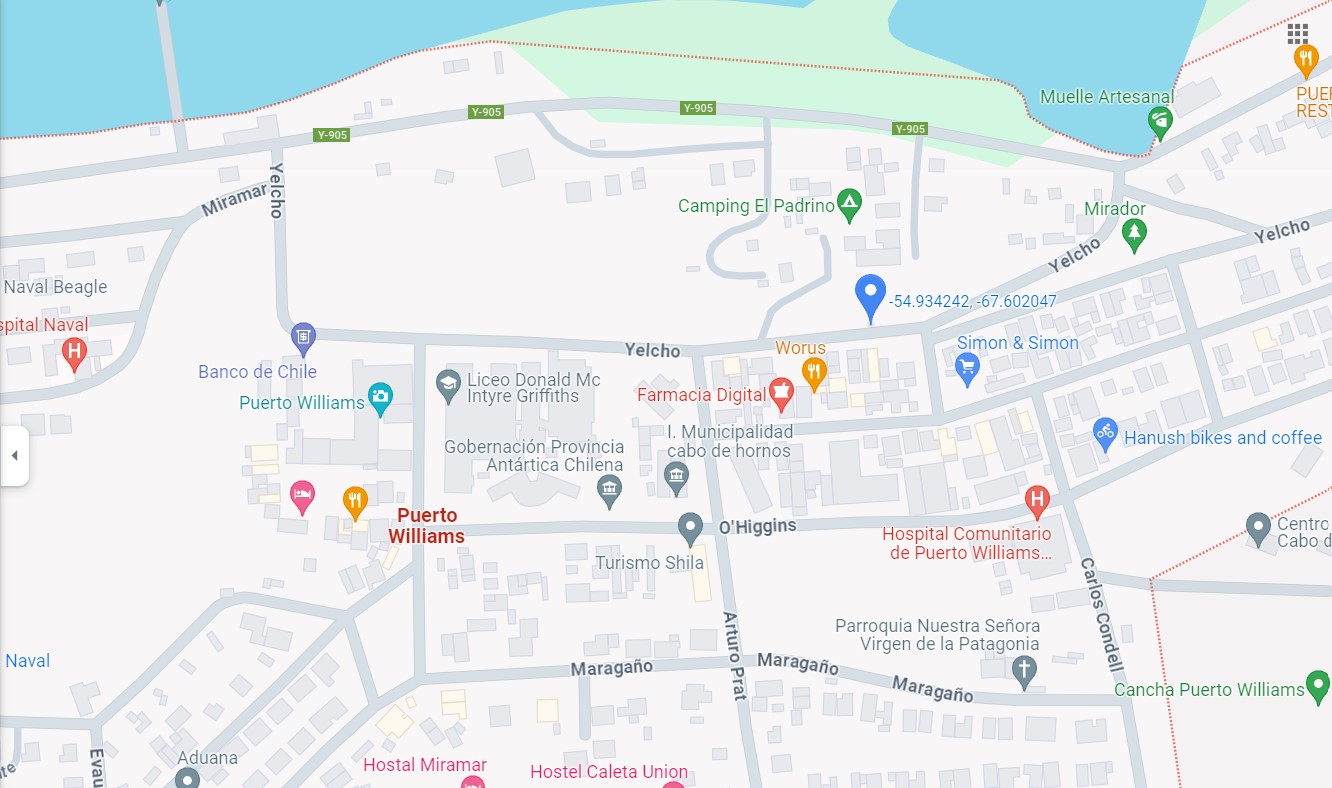 Muelle Artesanal
PUER
REST
Y-905
Y-905
Y-905
Y-905
Miramar
Yelcho
Camping El Padrino
Mirador
Yelcho
Yelcho
Naval Beagle
-54.934242, -67.602047
spital Naval
H
Yelcho
Worus
Simon & Simon
Banco de Chile
Liceo Donald Mc
Intyre Griffiths
Puerto Williams
Farmacia Digital
I. Municipalidad
cabo de hornos
Hanush bikes and coffee
Gobernación Provincia
Antártica Chilena
H
Puerto
Williams
O'Higgins
Hospital Comunitario
de Puerto Williams...
Centro
Cabo d
Turismo Shila
Carlos Condell
Arturo Prat
Parroquia Nuestra Señora
Virgen de la Patagonia
Naval
Maragaño
Maragaño
Maragaño
Cancha Puerto Williams
Aduana
Evau
te
Hostal Miramar
Hostel Caleta Union